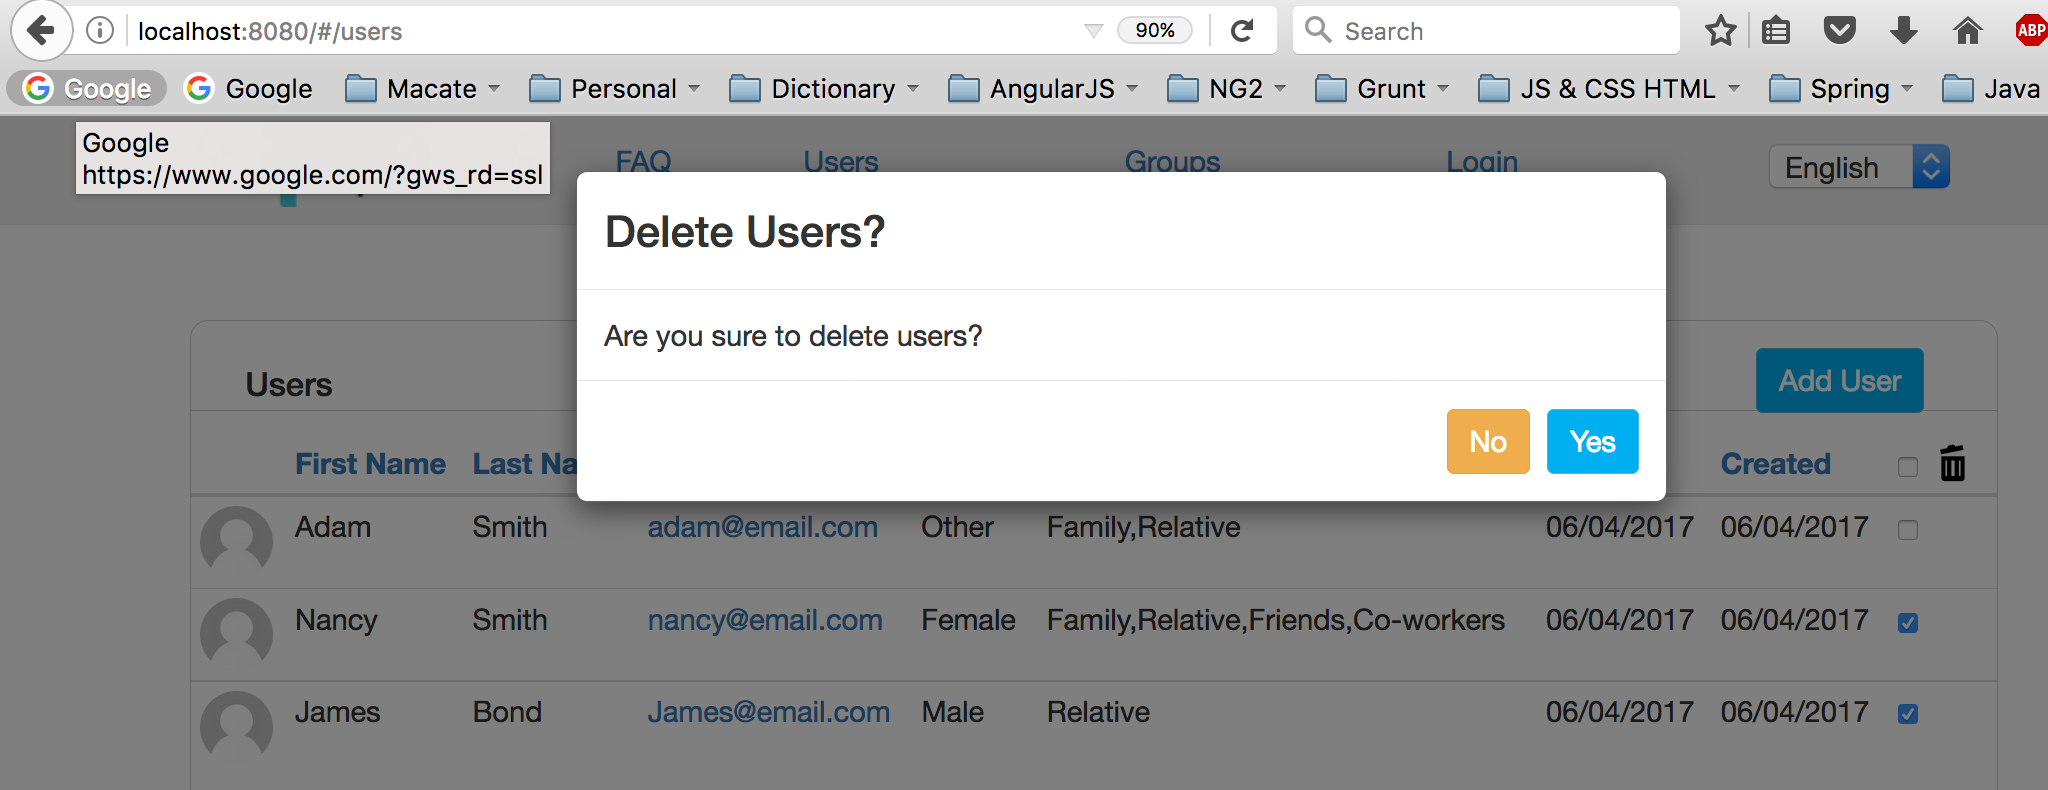 localhost:8080/#/users 90% Search ABP
Google Google Macate Personal Dictionary AngularJS NG2 Grunt JS & CSS HTML Spring Java
Google
https://www.google.com/?gws_rd=ssl
FAQ Users Groups Login English
Delete Users?
Are you sure to delete users?
No Yes
Users Add User
First Name Last Na Created
Adam Smith adam@email.com Other Family,Relative 06/04/2017 06/04/2017
Nancy Smith nancy@email.com Female Family,Relative,Friends,Co-workers 06/04/2017 06/04/2017
James Bond James@email.com Male Relative 06/04/2017 06/04/2017